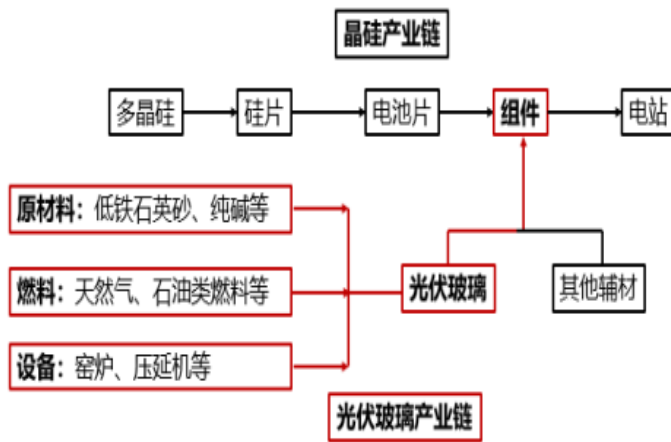 晶硅产业链
多晶硅
硅片
电池片
组件
电站
原材料：低铁石英砂、纯碱等
燃料：天然气、石油类燃料等
光伏玻璃
其他辅材
设备：窑炉、压延机等
光伏玻璃产业链